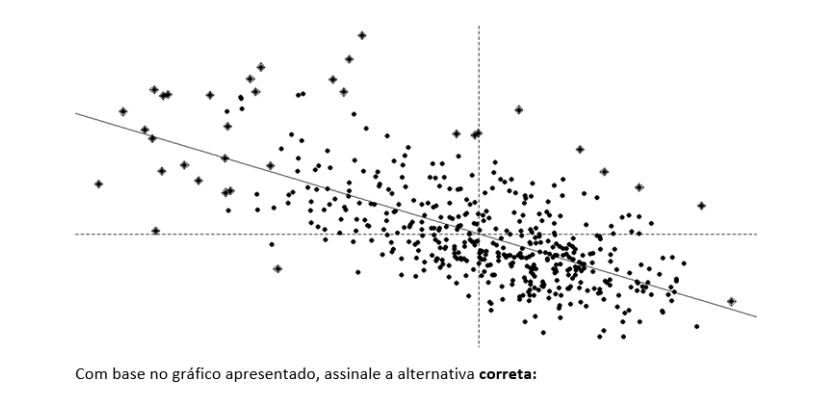 Com base no gráfico apresentado, assinale a alternativa correta: